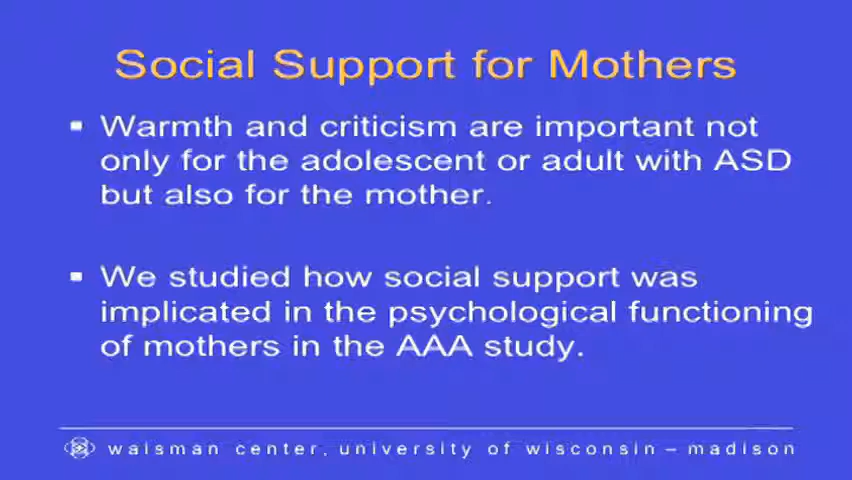 Social Support for Mothers
▪ Warmth and criticism are important not
only for the adolescent or adult with ASD
but also for the mother.
▪ We studied how social support was
implicated in the psychological functioning
of mothers in the AAA study.
waisman center, university of wisconsin – madison